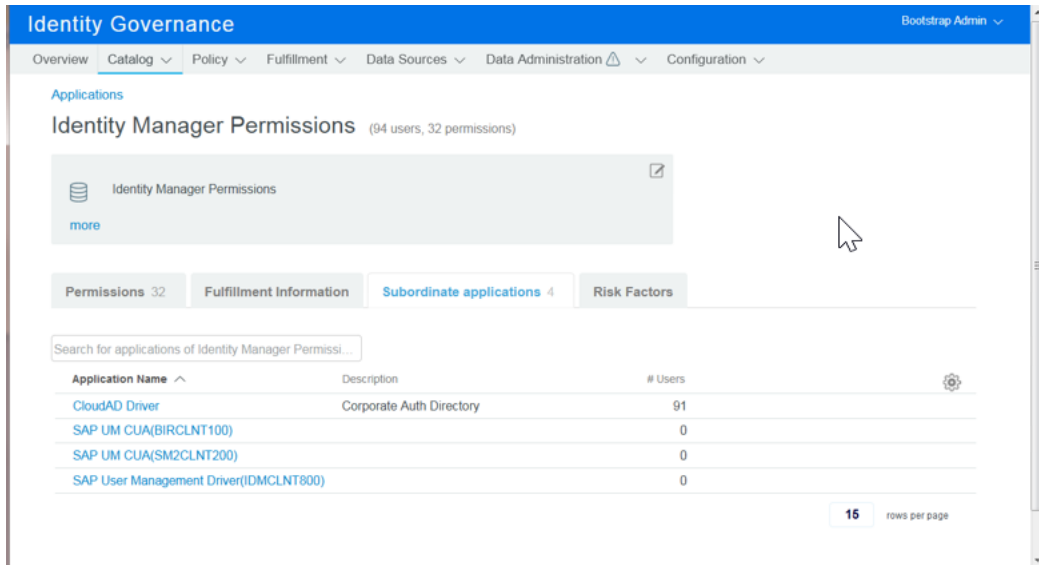 Identity Governance
Bootstrap Admin
Overview Catalog Policy Fulfillment Data Sources Data Administration Configuration
Applications
Identity Manager Permissions (94 users, 32 permissions)
Identity Manager Permissions
more
Permissions 32 Fulfillment Information Subordinate applications 4 Risk Factors
Search for applications of Identity Manager Permissi...
Application Name Description # Users
CloudAD Driver Corporate Auth Directory 91
SAP UM CUA(BIRCLNT100) 0
SAP UM CUA(SM2CLNT200) 0
SAP User Management Driver(IDMCLNT800) 0
15 rows per page